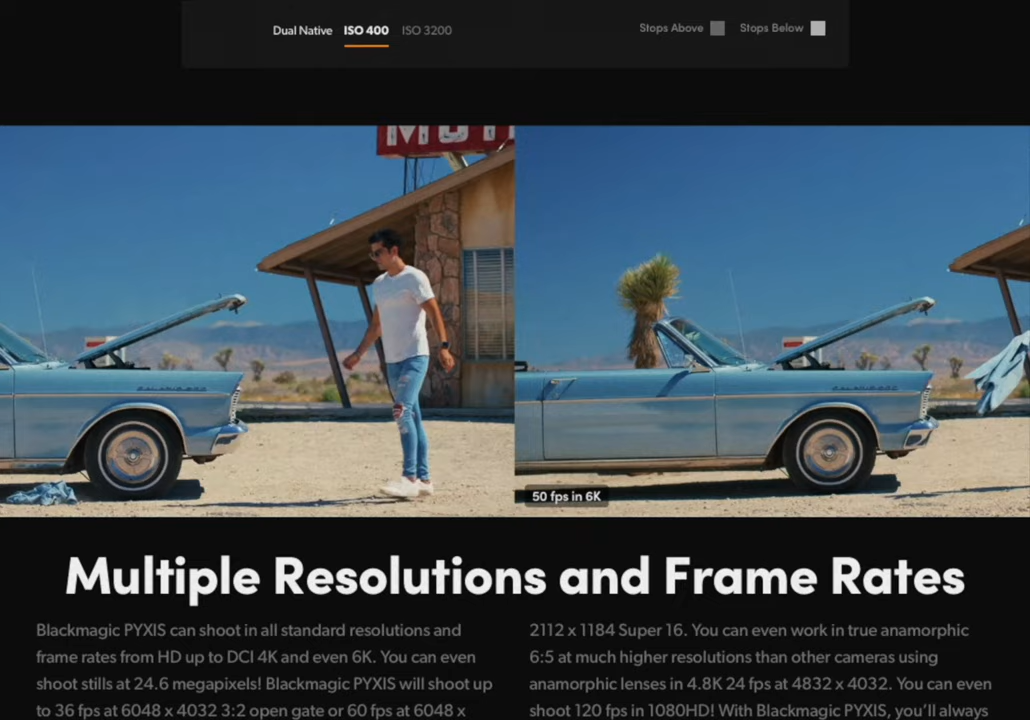 Dual Native ISO 400 ISO 3200
Stops Above
Stops Below
50 fps in 6K
Multiple Resolutions and Frame Rates
Blackmagic PYXIS can shoot in all standard resolutions and
frame rates from HD up to DCI 4K and even 6K. You can even
shoot stills at 24.6 megapixels! Blackmagic PYXIS will shoot up
to 36 fps at 6048 x 4032 3:2 open gate or 60 fps at 6048 x
2112 x 1184 Super 16. You can even work in true anamorphic
6:5 at much higher resolutions than other cameras using
anamorphic lenses in 4.8K 24 fps at 4832 x 4032. You can even
shoot 120 fps in 1080HD! With Blackmagic PYXIS, you'll always